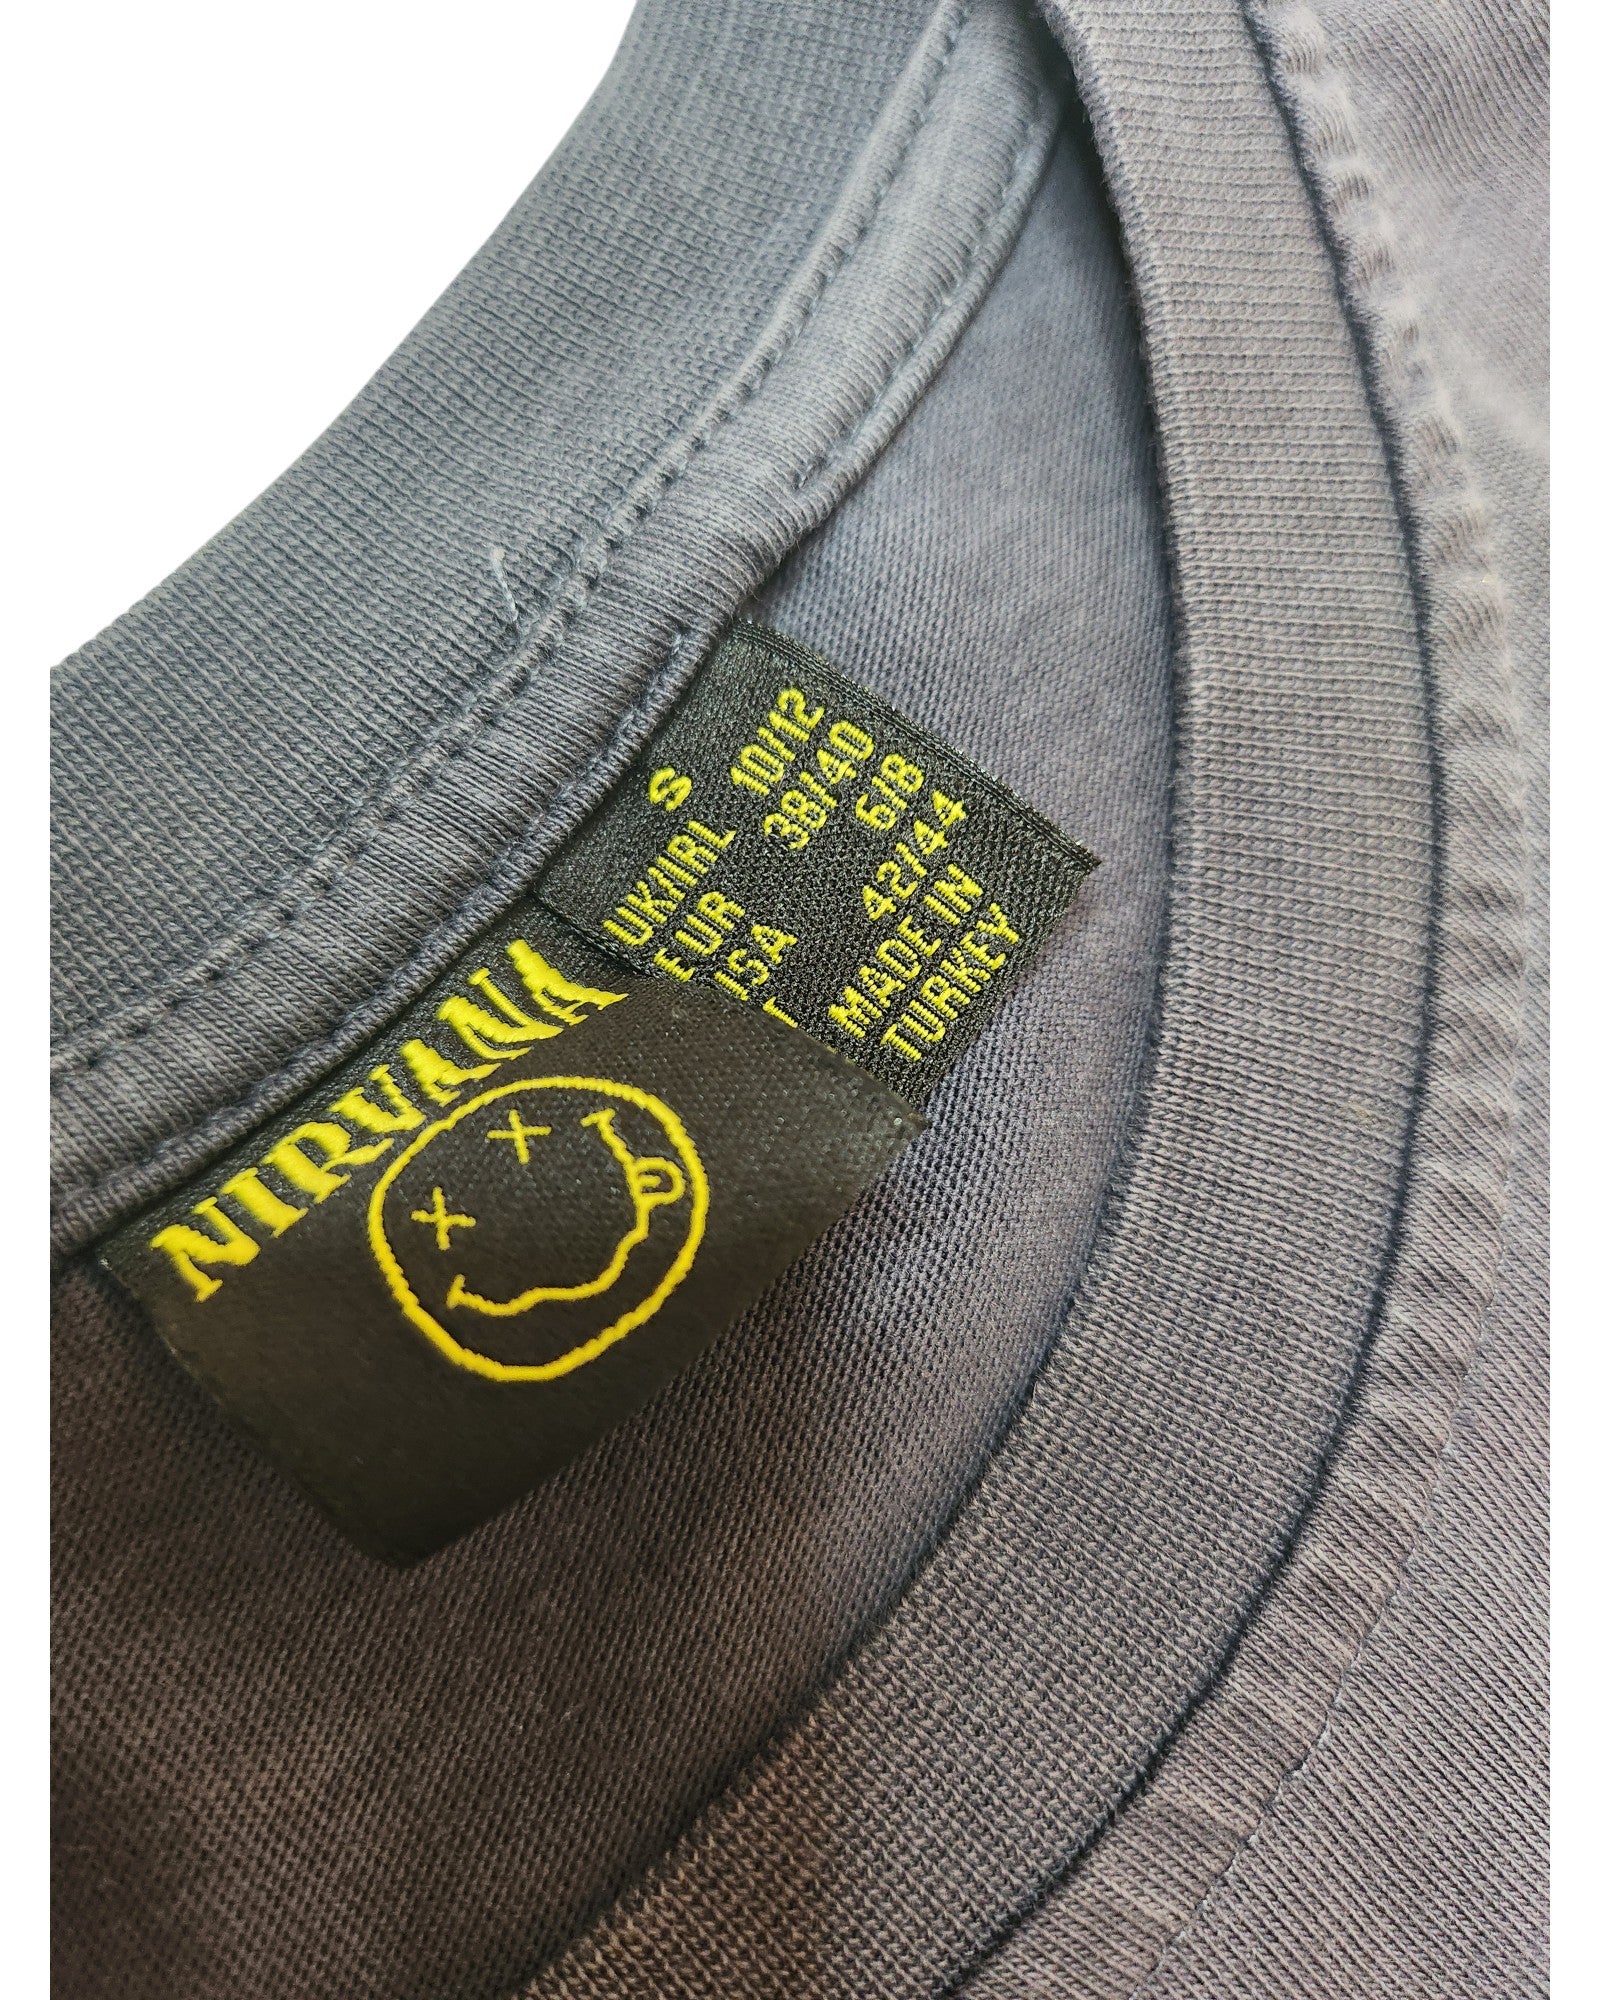 S
UK/IRL 10/12
EUR 38/40
USA 6/8
42/44
MADE IN
TURKEY
NIRVANA